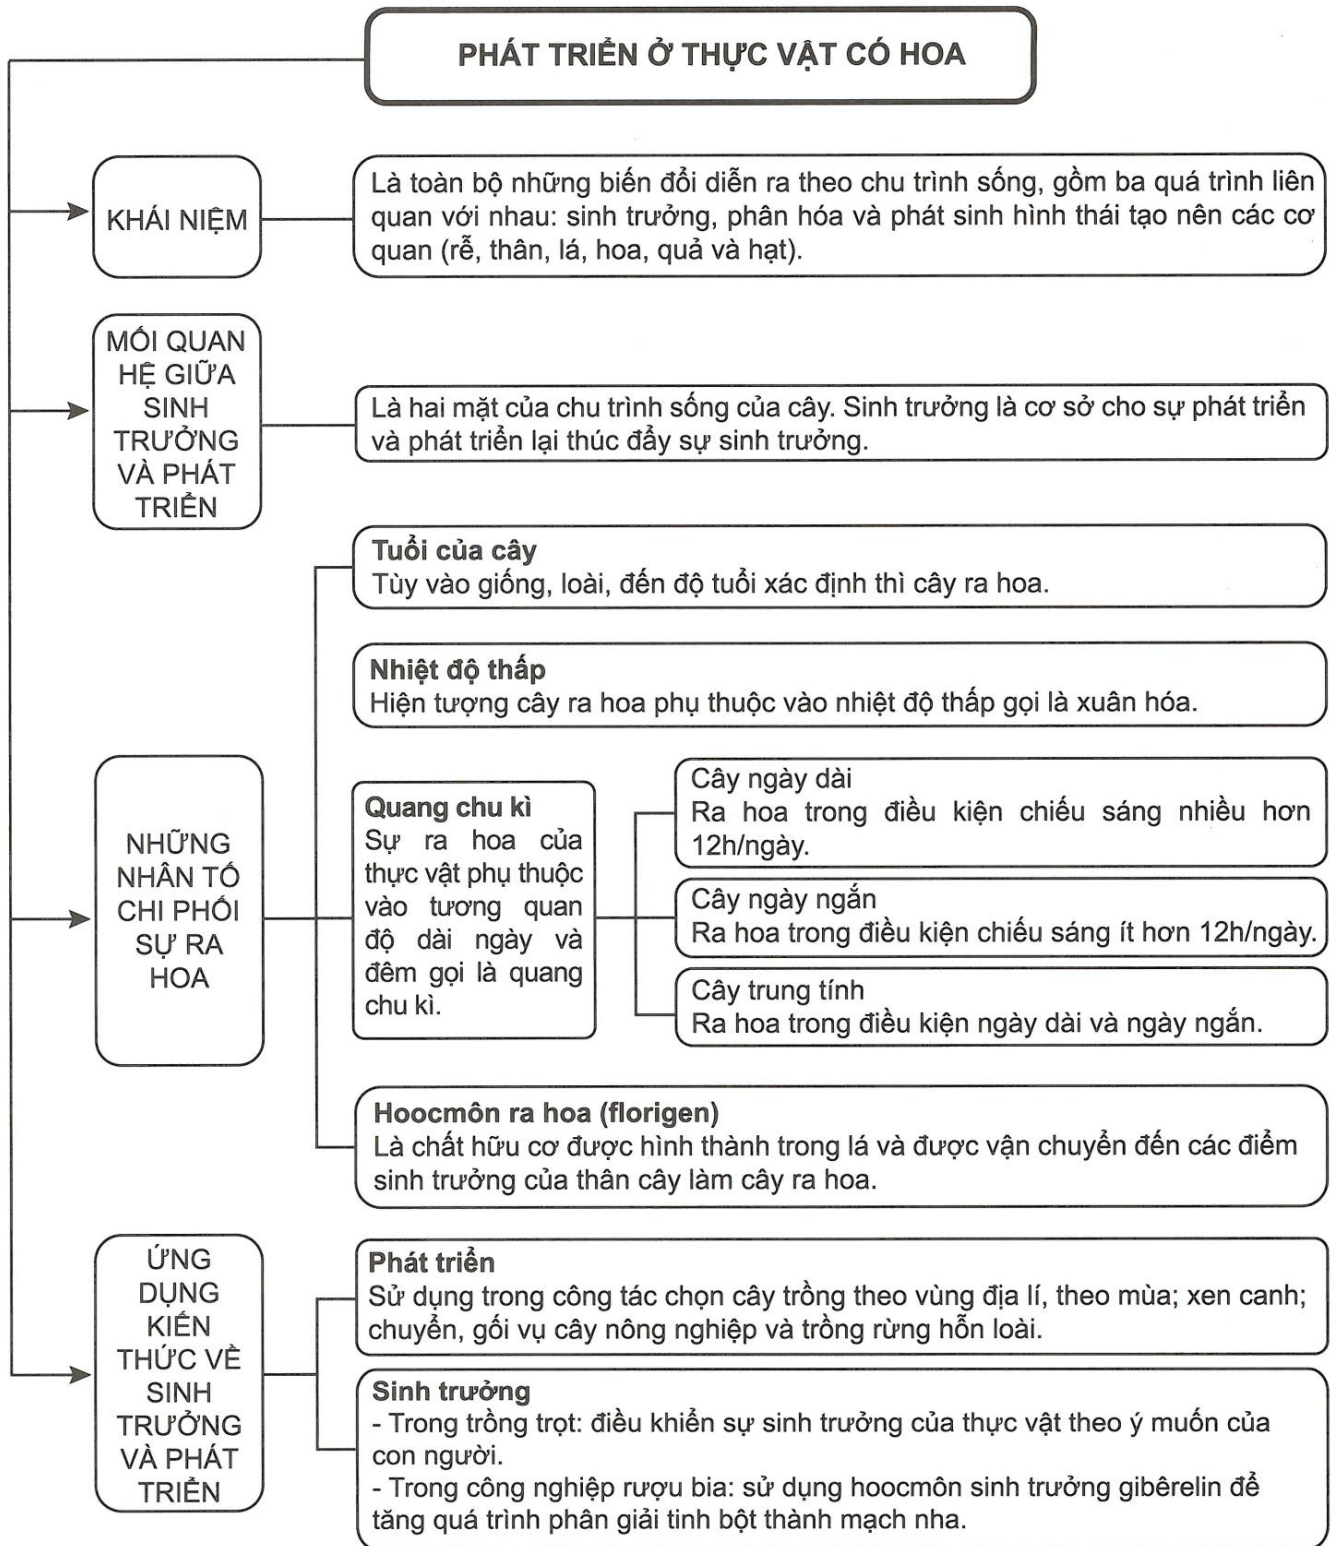 PHÁT TRIỂN Ở THỰC VẬT CÓ HOA
KHÁI NIỆM
Là toàn bộ những biến đổi diễn ra theo chu trình sống, gồm ba quá trình liên
quan với nhau: sinh trưởng, phân hóa và phát sinh hình thái tạo nên các cơ
quan (rễ, thân, lá, hoa, quả và hạt).
MỐI QUAN
HỆ GIỮA
SINH
TRƯỞNG
VÀ PHÁT
TRIỂN
Là hai mặt của chu trình sống của cây. Sinh trưởng là cơ sở cho sự phát triển
và phát triển lại thúc đẩy sự sinh trưởng.
NHỮNG
NHÂN TỐ
CHI PHỐI
SỰ RA
HOA
Tuổi của cây
Tùy vào giống, loài, đến độ tuổi xác định thì cây ra hoa.
Nhiệt độ thấp
Hiện tượng cây ra hoa phụ thuộc vào nhiệt độ thấp gọi là xuân hóa.
Quang chu kì
Sự ra hoa của
thực vật phụ thuộc
vào tương quan
độ dài ngày và
đêm gọi là quang
chu kì.
Cây ngày dài
Ra hoa trong điều kiện chiếu sáng nhiều hơn
12h/ngày.
Cây ngày ngắn
Ra hoa trong điều kiện chiếu sáng ít hơn 12h/ngày.
Cây trung tính
Ra hoa trong điều kiện ngày dài và ngày ngắn.
Hoocmôn ra hoa (florigen)
Là chất hữu cơ được hình thành trong lá và được vận chuyển đến các điểm
sinh trưởng của thân cây làm cây ra hoa.
ỨNG
DỤNG
KIẾN
THỨC VỀ
SINH
TRƯỞNG
VÀ PHÁT
TRIỂN
Phát triển
Sử dụng trong công tác chọn cây trồng theo vùng địa lí, theo mùa; xen canh;
chuyển, gối vụ cây nông nghiệp và trồng rừng hỗn loài.
Sinh trưởng
- Trong trồng trọt: điều khiển sự sinh trưởng của thực vật theo ý muốn của
con người.
- Trong công nghiệp rượu bia: sử dụng hoocmôn sinh trưởng gibêrelin để
tăng quá trình phân giải tinh bột thành mạch nha.